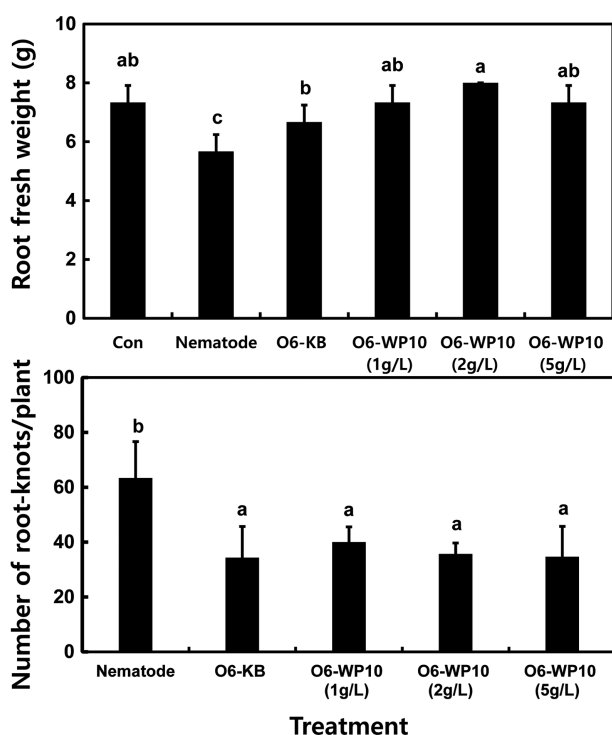 Root fresh weight (g)
10
8
6
4
2
0
ab
c
b
ab
a
ab
Con
Nematode
O6-KB
O6-WP10
(1g/L)
O6-WP10
(2g/L)
O6-WP10
(5g/L)
Number of root-knots/plant
100
80
60
40
20
0
b
a
a
a
a
Nematode
O6-KB
O6-WP10
(1g/L)
O6-WP10
(2g/L)
O6-WP10
(5g/L)
Treatment